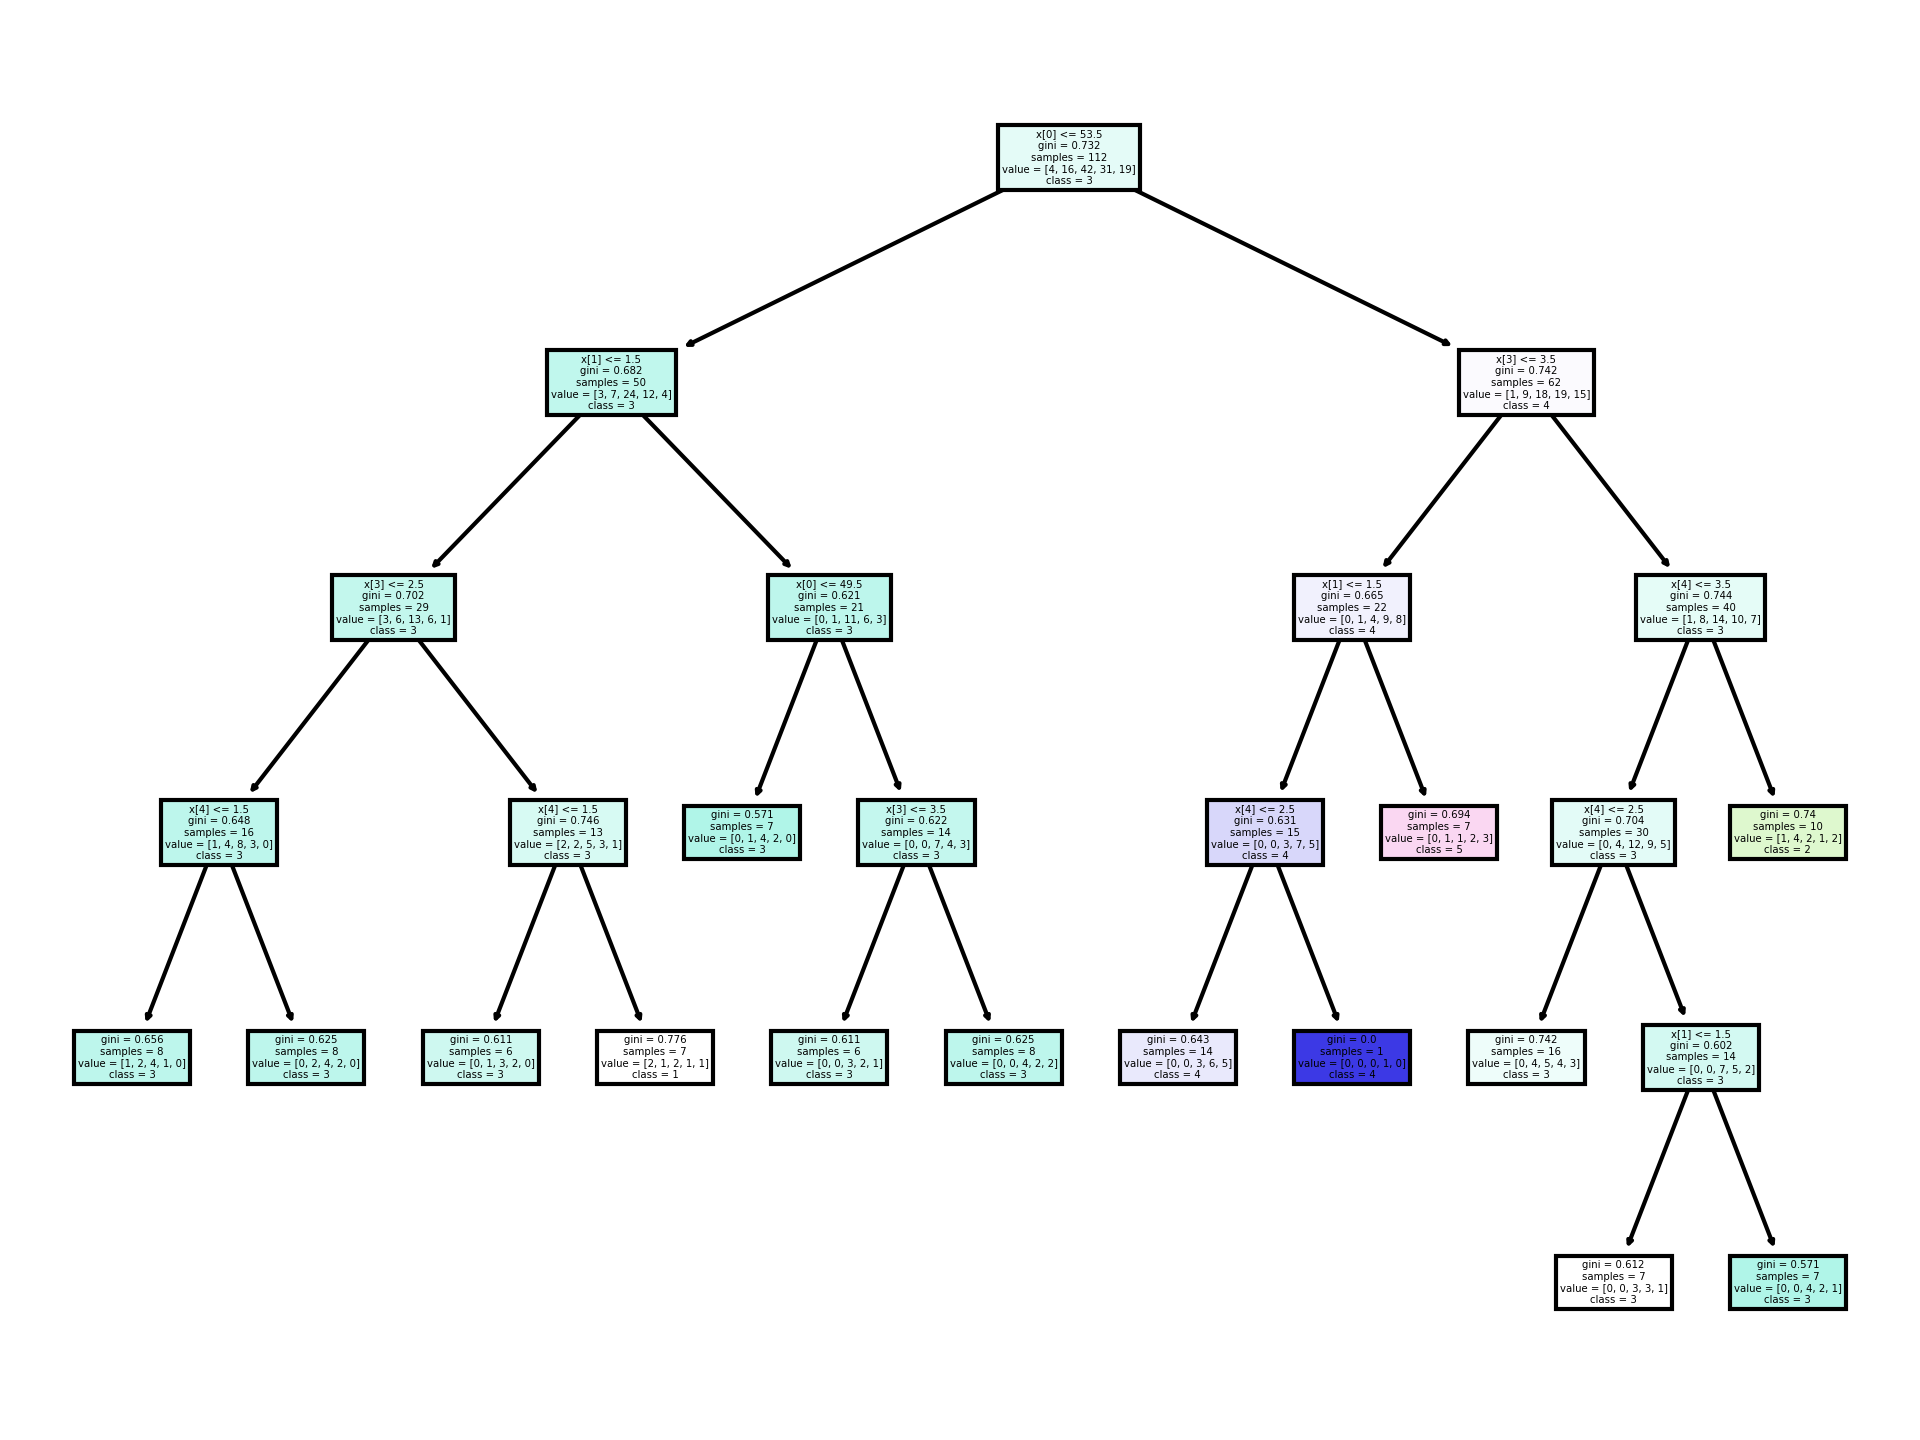 x[0] <= 53.5
gini = 0.732
samples = 112
value = [4, 16, 42, 31, 19]
class = 3
x[1] <= 1.5
gini = 0.682
samples = 50
value = [3, 7, 24, 12, 4]
class = 3
x[3] <= 3.5
gini = 0.742
samples = 62
value = [1, 9, 18, 19, 15]
class = 4
x[3] <= 2.5
gini = 0.702
samples = 29
value = [3, 6, 13, 6, 1]
class = 3
x[0] <= 49.5
gini = 0.621
samples = 21
value = [0, 1, 11, 6, 3]
class = 3
x[1] <= 1.5
gini = 0.665
samples = 22
value = [0, 1, 4, 9, 8]
class = 4
x[4] <= 3.5
gini = 0.744
samples = 40
value = [1, 8, 14, 10, 7]
class = 3
x[4] <= 1.5
gini = 0.648
samples = 16
value = [1, 4, 8, 3, 0]
class = 3
x[4] <= 1.5
gini = 0.746
samples = 13
value = [2, 2, 5, 3, 1]
class = 3
gini = 0.571
samples = 7
value = [0, 1, 4, 2, 0]
class = 3
x[3] <= 3.5
gini = 0.622
samples = 14
value = [0, 0, 7, 4, 3]
class = 3
x[4] <= 2.5
gini = 0.631
samples = 15
value = [0, 0, 3, 7, 5]
class = 4
gini = 0.694
samples = 7
value = [0, 1, 1, 2, 3]
class = 5
x[4] <= 2.5
gini = 0.704
samples = 30
value = [0, 4, 12, 9, 5]
class = 3
gini = 0.74
samples = 10
value = [1, 4, 2, 1, 2]
class = 2
gini = 0.656
samples = 8
value = [1, 2, 4, 1, 0]
class = 3
gini = 0.625
samples = 8
value = [0, 2, 4, 2, 0]
class = 3
gini = 0.611
samples = 6
value = [0, 1, 3, 2, 0]
class = 3
gini = 0.776
samples = 7
value = [2, 1, 2, 1, 1]
class = 1
gini = 0.611
samples = 6
value = [0, 0, 3, 2, 1]
class = 3
gini = 0.625
samples = 8
value = [0, 0, 4, 2, 2]
class = 3
gini = 0.643
samples = 14
value = [0, 0, 3, 6, 5]
class = 4
gini = 0.0
samples = 1
value = [0, 0, 0, 1, 0]
class = 4
gini = 0.742
samples = 16
value = [0, 4, 5, 4, 3]
class = 3
x[1] <= 1.5
gini = 0.602
samples = 14
value = [0, 0, 7, 5, 2]
class = 3
gini = 0.612
samples = 7
value = [0, 0, 3, 3, 1]
class = 3
gini = 0.571
samples = 7
value = [0, 0, 4, 2, 1]
class = 3